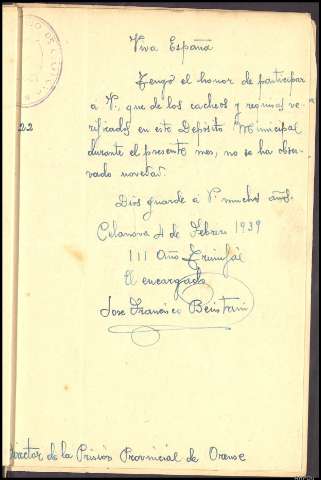 Viva España
Tengo el honor de participar
a V., que de los cacheos y requisas ve-
22
rificados en este Depósito Municipal
durante el presente mes, no se ha obser-
vado novedad.
Dios guarde a V. muchos años.
Celanova 4 de Febrero 1939
III Año Triunfal
El encargado
Jose Francisco
Director de la Prisión Provincial de Orense